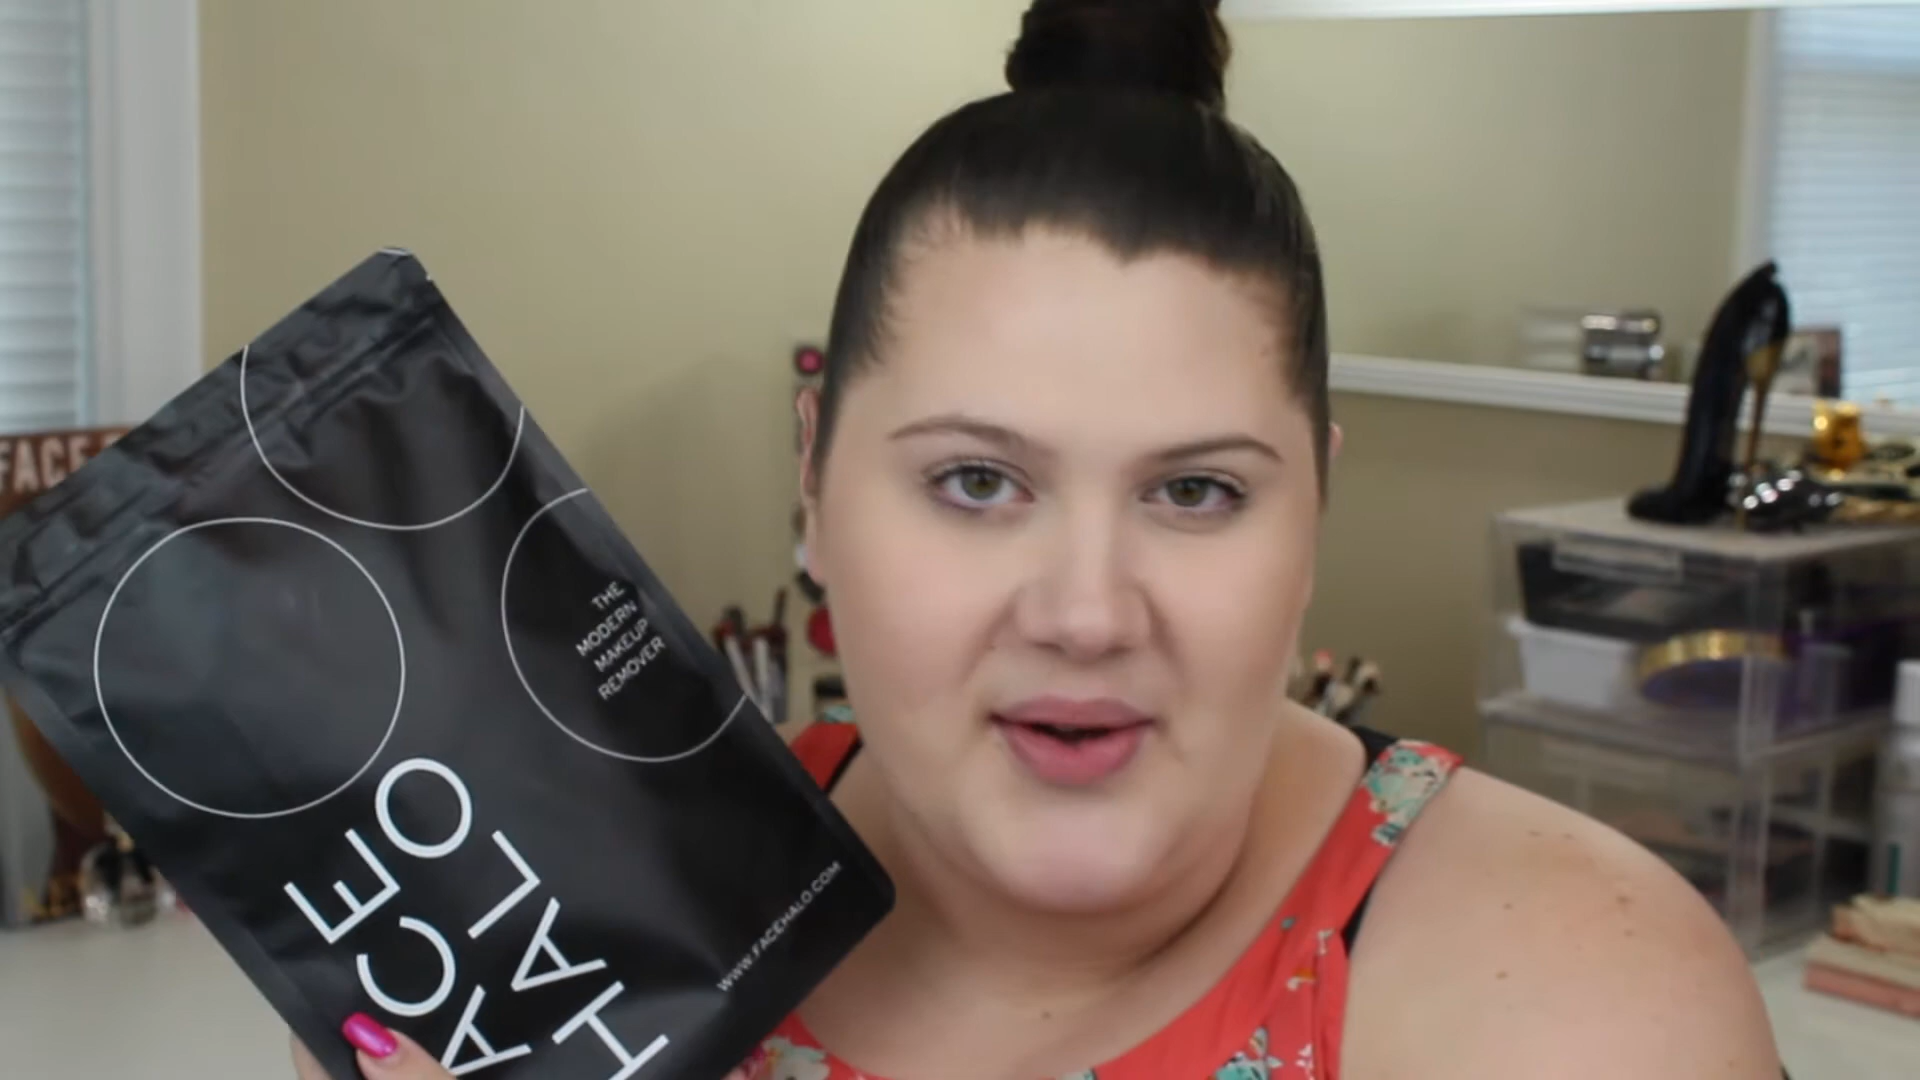 THE
MODERN
MAKEUP
REMOVER
FACE
HALO
WWW.FACEHALO.COM
FACE